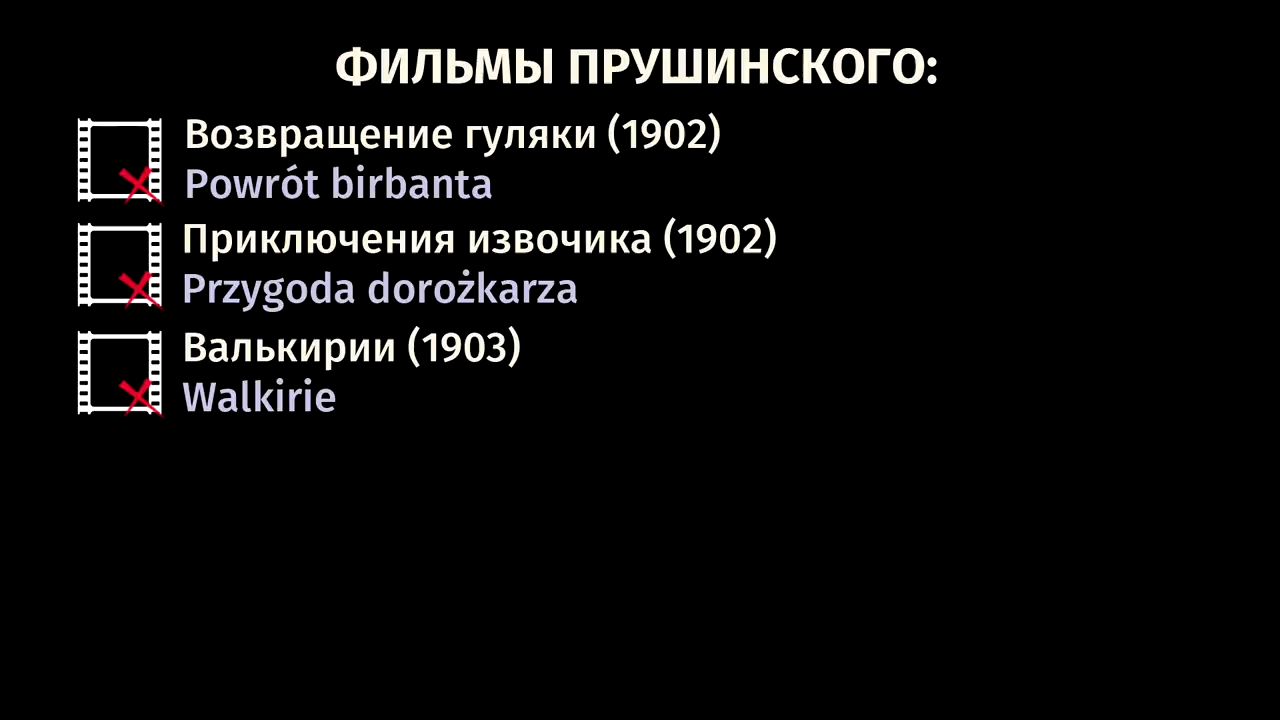 ФИЛЬМЫ ПРУШИНСКОГО:
Возвращение гуляки (1902)
Powrót birbanta
Приключения извочика (1902)
Przygoda dorożkarza
Валькирии (1903)
Walkirie